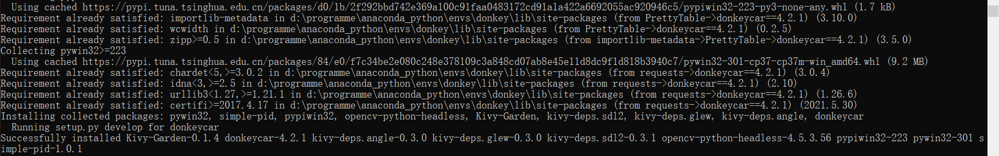 Using cached https://pypi.tuna.tsinghua.edu.cn/packages/d0/1b/2f292bbd742e369a100c91faa0483172cd91a1a422a6692055ac920946c5/pypiwin32-223-py3-none-any.whl (1.7 kB)
Requirement already satisfied: importlib-metadata in d:\programme\anaconda_python\envs\donkey\lib\site-packages (from PrettyTable->donkeycar==4.2.1) (3.10.0)
Requirement already satisfied: wcwidth in d:\programme\anaconda_python\envs\donkey\lib\site-packages (from PrettyTable->donkeycar==4.2.1) (0.2.5)
Requirement already satisfied: zipp>=0.5 in d:\programme\anaconda_python\envs\donkey\lib\site-packages (from importlib-metadata->PrettyTable->donkeycar==4.2.1) (3.5.0)
Collecting pywin32>=223
Using cached https://pypi.tuna.tsinghua.edu.cn/packages/84/e0/f7c34be2e080c248e378109c3a848cd07ab8e45e11d8dc9f1d818b3940c7/pywin32-301-cp37-cp37m-win_amd64.whl (9.2 MB)
Requirement already satisfied: chardet<5,>=3.0.2 in d:\programme\anaconda_python\envs\donkey\lib\site-packages (from requests->donkeycar==4.2.1) (3.0.4)
Requirement already satisfied: idna<3,>=2.5 in d:\programme\anaconda_python\envs\donkey\lib\site-packages (from requests->donkeycar==4.2.1) (2.10)
Requirement already satisfied: urllib3<1.27,>=1.21.1 in d:\programme\anaconda_python\envs\donkey\lib\site-packages (from requests->donkeycar==4.2.1) (1.26.6)
Requirement already satisfied: certifi>=2017.4.17 in d:\programme\anaconda_python\envs\donkey\lib\site-packages (from requests->donkeycar==4.2.1) (2021.5.30)
Installing collected packages: pywin32, simple-pid, pypiwin32, opencv-python-headless, Kivy-Garden, kivy-deps.sdl2, kivy-deps.glew, kivy-deps.angle, donkeycar
Running setup.py develop for donkeycar
Successfully installed Kivy-Garden-0.1.4 donkeycar-4.2.1 kivy-deps.angle-0.3.0 kivy-deps.glew-0.3.0 kivy-deps.sdl2-0.3.1 opencv-python-headless-4.5.3.56 pypiwin32-223 pywin32-301 s
imple-pid-1.0.1